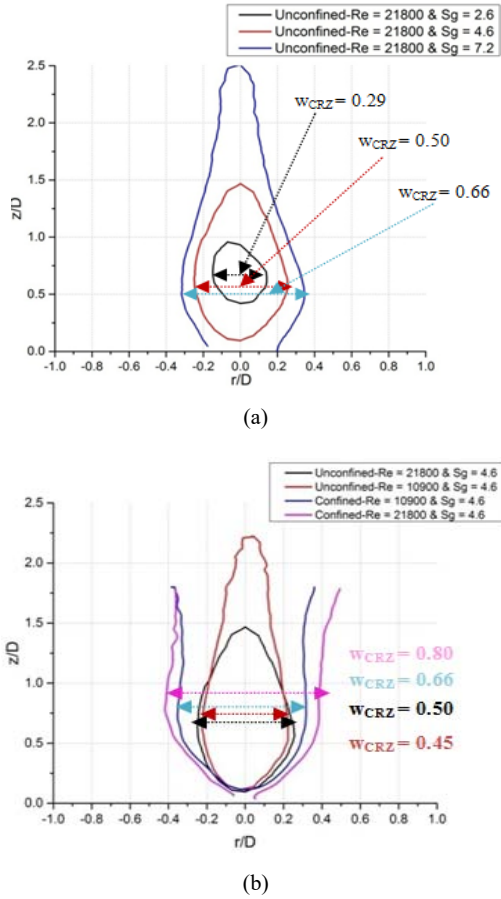 Unconfined-Re = 21800 & Sg = 2.6
Unconfined-Re = 21800 & Sg = 4.6
Unconfined-Re = 21800 & Sg = 7.2
2.5
2.0
1.5
1.0
0.5
0.0
z/D
wCRZ = 0.29
wCRZ = 0.50
wCRZ = 0.66
-1.0 -0.8 -0.6 -0.4 -0.2 0.0 0.2 0.4 0.6 0.8 1.0
r/D
(a)
Unconfined-Re = 21800 & Sg = 4.6
Unconfined-Re = 10900 & Sg = 4.6
Confined-Re = 10900 & Sg = 4.6
Confined-Re = 21800 & Sg = 4.6
2.5
2.0
1.5
1.0
0.5
0.0
z/D
wCRZ = 0.80
wCRZ = 0.66
wCRZ = 0.50
wCRZ = 0.45
-1.0 -0.8 -0.6 -0.4 -0.2 0.0 0.2 0.4 0.6 0.8 1.0
r/D
(b)